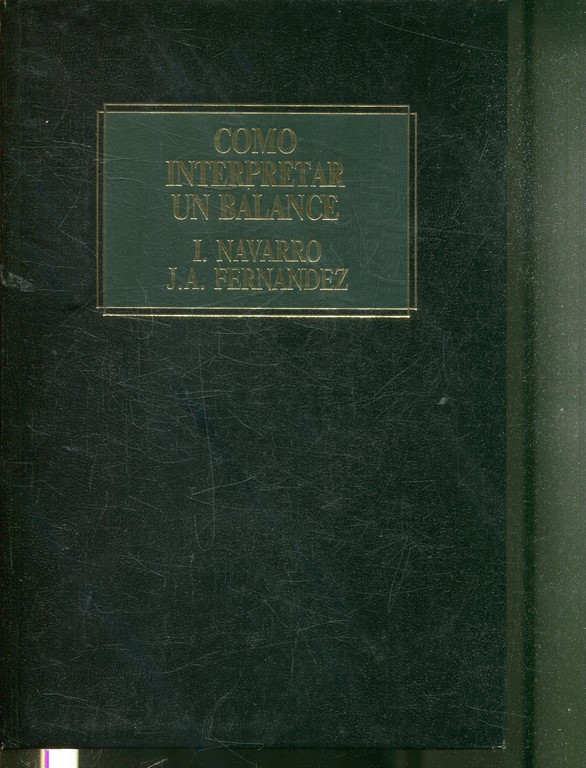 COMO
INTERPRETAR
UN BALANCE
I. NAVARRO
J.A. FERNANDEZ